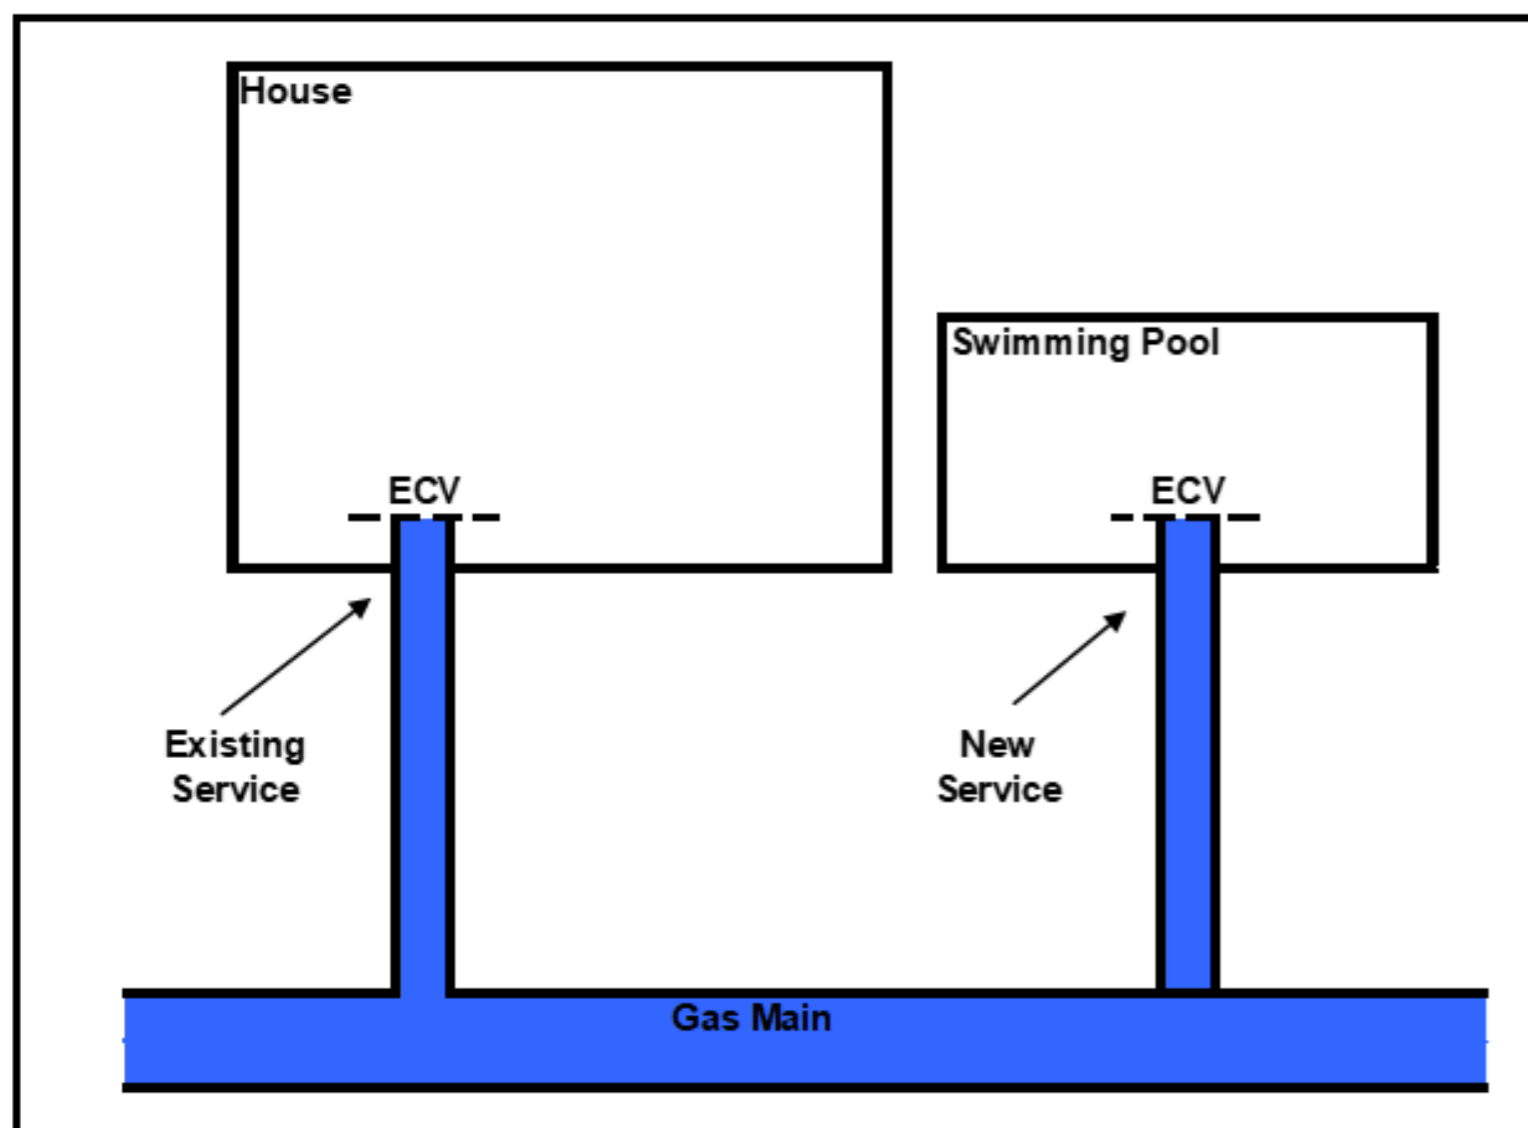 House
Swimming Pool
ECV
ECV
Existing
Service
New
Service
Gas Main